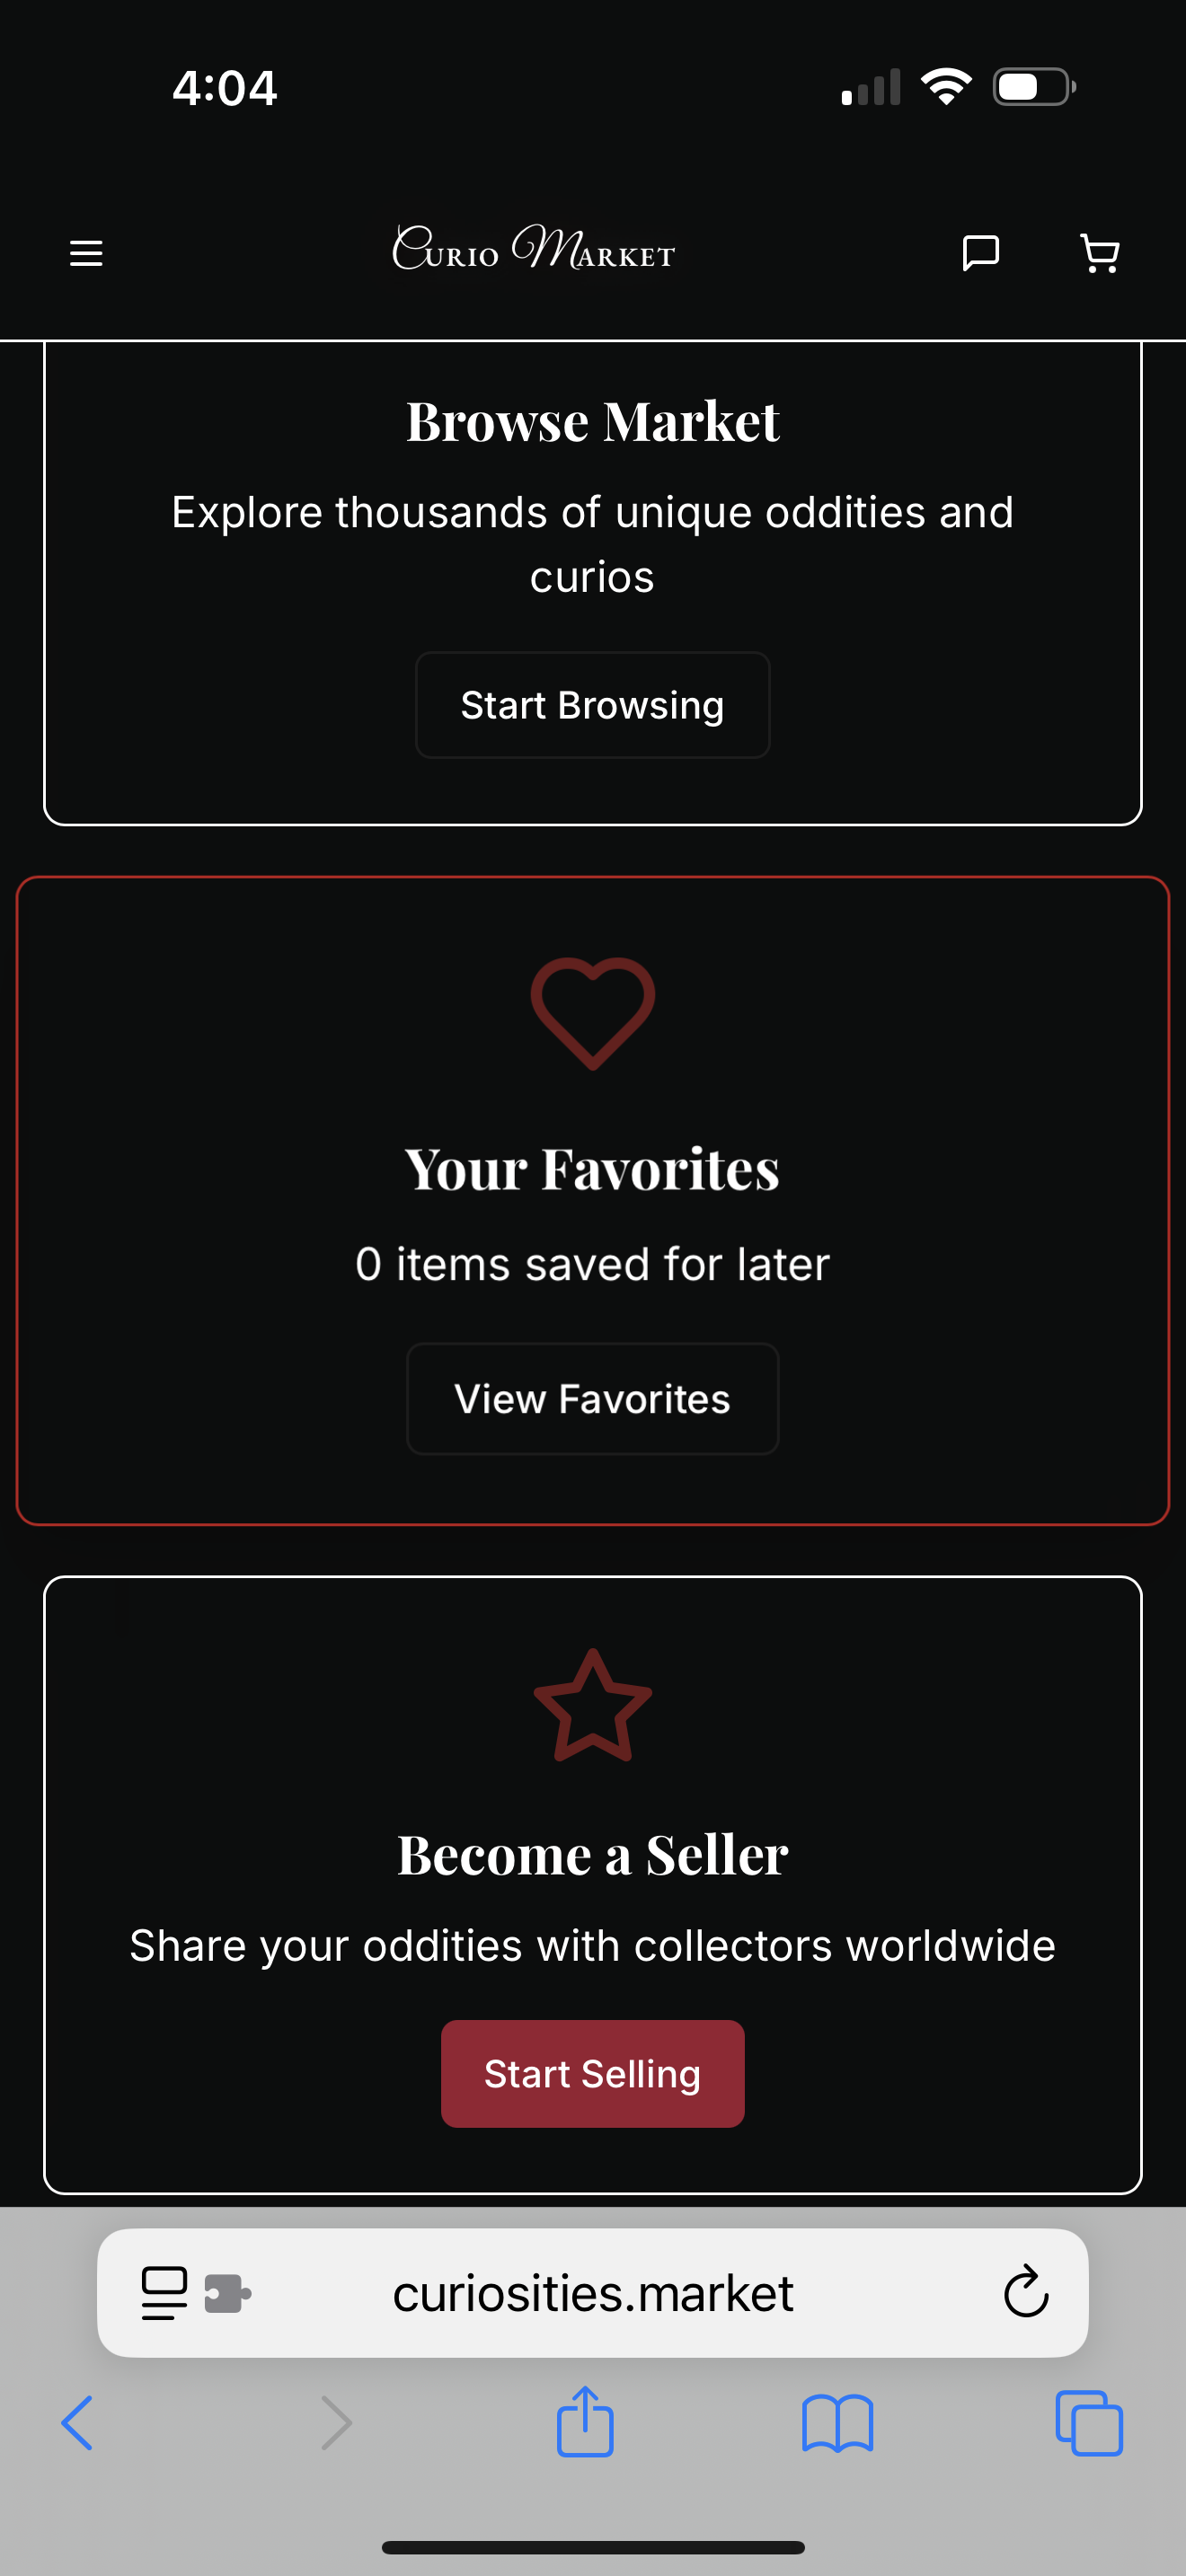 4:04
Curio Market
Browse Market
Explore thousands of unique oddities and
curios
Start Browsing
Your Favorites
0 items saved for later
View Favorites
Become a Seller
Share your oddities with collectors worldwide
Start Selling
curiosities.market